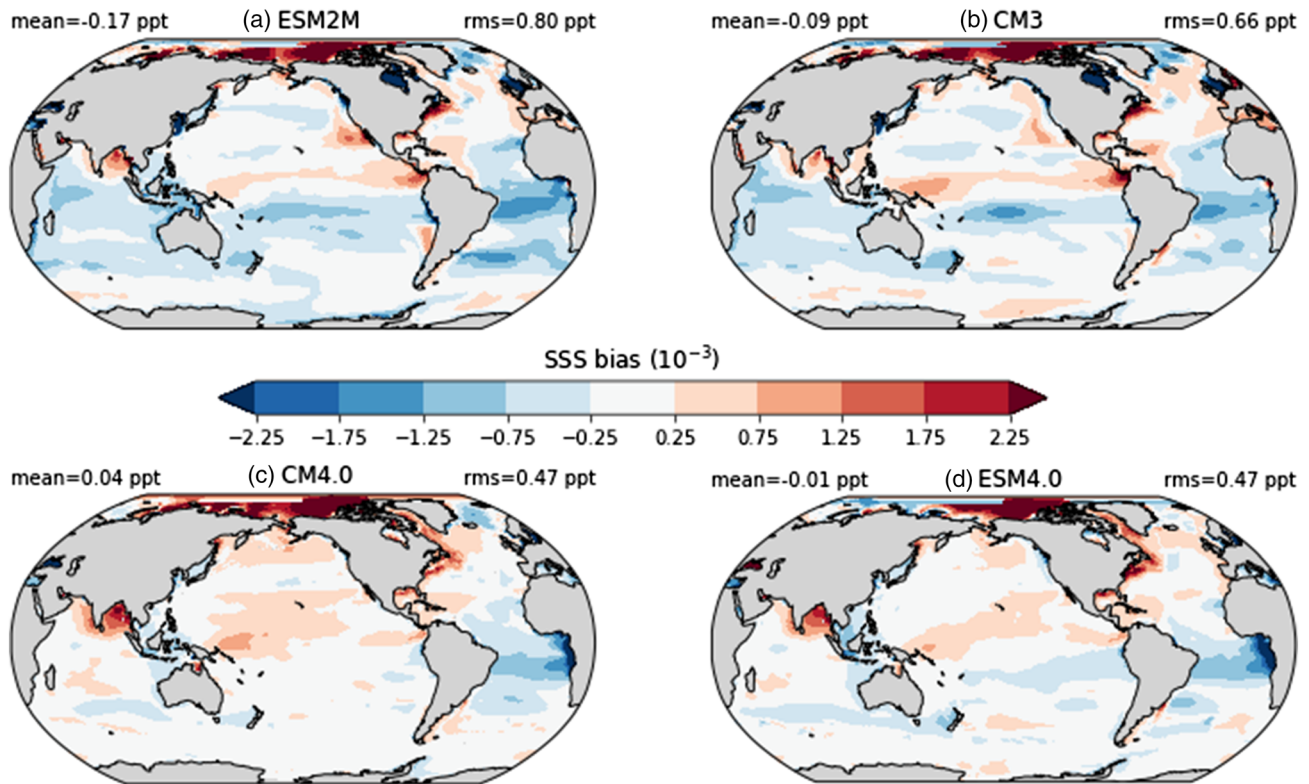 mean=-0.17 ppt (a) ESM2M rms=0.80 ppt
mean=-0.09 ppt (b) CM3 rms=0.66 ppt
SSS bias (10⁻³)
−2.25 −1.75 −1.25 −0.75 −0.25 0.25 0.75 1.25 1.75 2.25
mean=0.04 ppt (c) CM4.0 rms=0.47 ppt
mean=-0.01 ppt (d) ESM4.0 rms=0.47 ppt